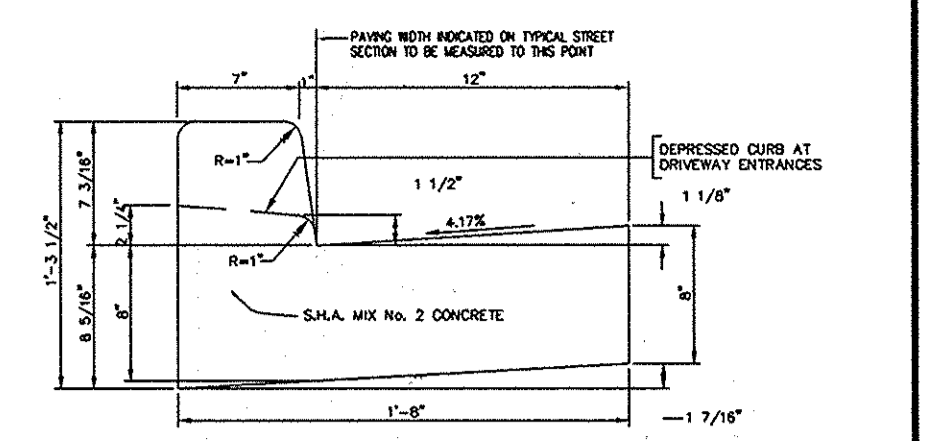 PAVING WIDTH INDICATED ON TYPICAL STREET
SECTION TO BE MEASURED TO THIS POINT
7"
1"
12"
R=1"
DEPRESSED CURB AT
DRIVEWAY ENTRANCES
7 3/16"
1 1/2"
1 1/8"
2 1/4"
4.17%
1'-3 1/2"
R=1"
8"
8 5/16"
8"
S.H.A. MIX No. 2 CONCRETE
1'-8"
1 7/16"